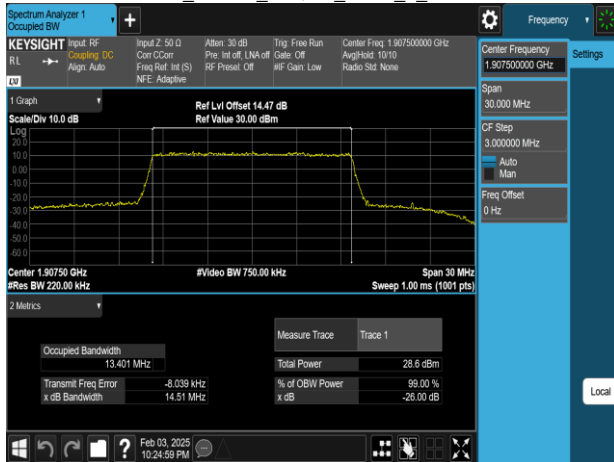 Spectrum Analyzer 1
Occupied BW
Frequency
KEYSIGHT
Input: RF
Input Z: 50 Ω
Atten: 30 dB
Trig: Free Run
Center Freq: 1.907500000 GHz
R L
Coupling: DC
Corr CCorr
Pre: Int off, LNA off
Gate: Off
Avg|Hold: 10/10
Align: Auto
Freq Ref: Int (S)
RF Preset: Off
#IF Gain: Low
Radio Std: None
NFE: Adaptive
LXI
Center Frequency
1.907500000 GHz
Settings
Span
30.000 MHz
CF Step
3.000000 MHz
Auto
Man
Freq Offset
0 Hz
1 Graph
Ref Lvl Offset 14.47 dB
Scale/Div 10.0 dB
Ref Value 30.00 dBm
Log
20.0
10.0
0.00
-10.0
-20.0
-30.0
-40.0
-50.0
-60.0
Center 1.90750 GHz
#Video BW 750.00 kHz
Span 30 MHz
#Res BW 220.00 kHz
Sweep 1.00 ms (1001 pts)
2 Metrics
Measure Trace
Trace 1
Occupied Bandwidth
13.401 MHz
Total Power
28.6 dBm
Transmit Freq Error
-8.039 kHz
% of OBW Power
99.00 %
x dB Bandwidth
14.51 MHz
x dB
-26.00 dB
Local
?
Feb 03, 2025
10:24:59 PM